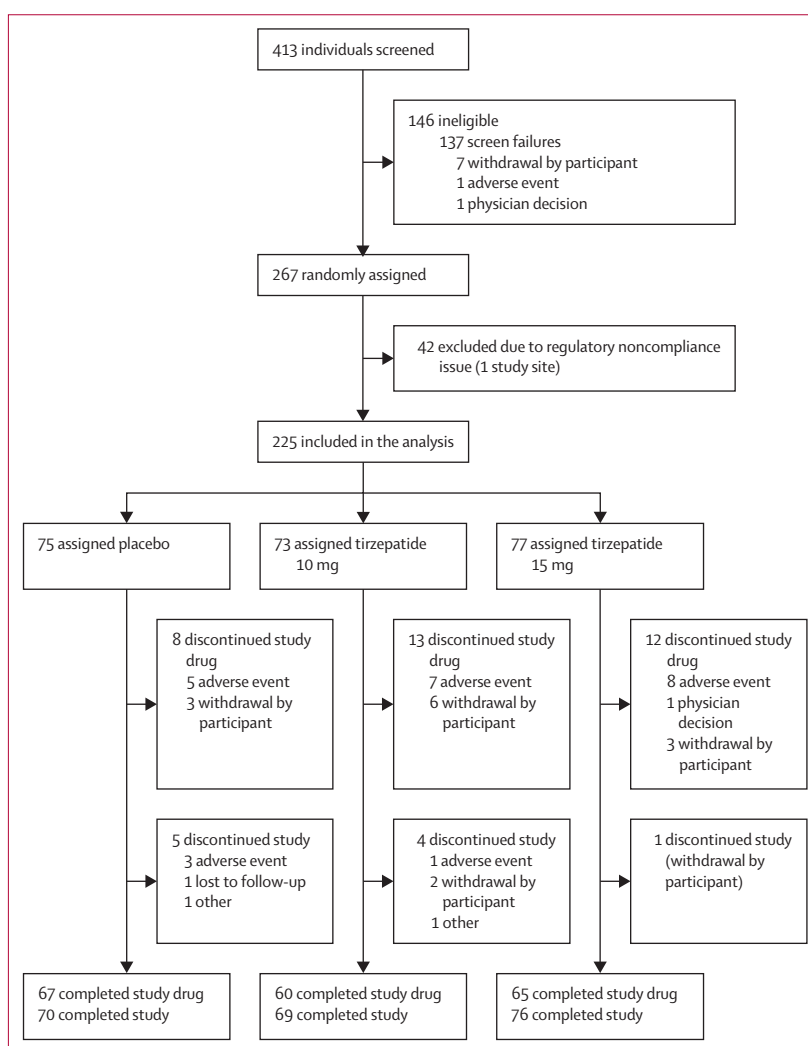 413 individuals screened
146 ineligible
137 screen failures
7 withdrawal by participant
1 adverse event
1 physician decision
267 randomly assigned
42 excluded due to regulatory noncompliance
issue (1 study site)
225 included in the analysis
75 assigned placebo
73 assigned tirzepatide
10 mg
77 assigned tirzepatide
15 mg
8 discontinued study
drug
5 adverse event
3 withdrawal by
participant
13 discontinued study
drug
7 adverse event
6 withdrawal by
participant
12 discontinued study
drug
8 adverse event
1 physician
decision
3 withdrawal by
participant
5 discontinued study
3 adverse event
1 lost to follow-up
1 other
4 discontinued study
1 adverse event
2 withdrawal by
participant
1 other
1 discontinued study
(withdrawal by
participant)
67 completed study drug
70 completed study
60 completed study drug
69 completed study
65 completed study drug
76 completed study